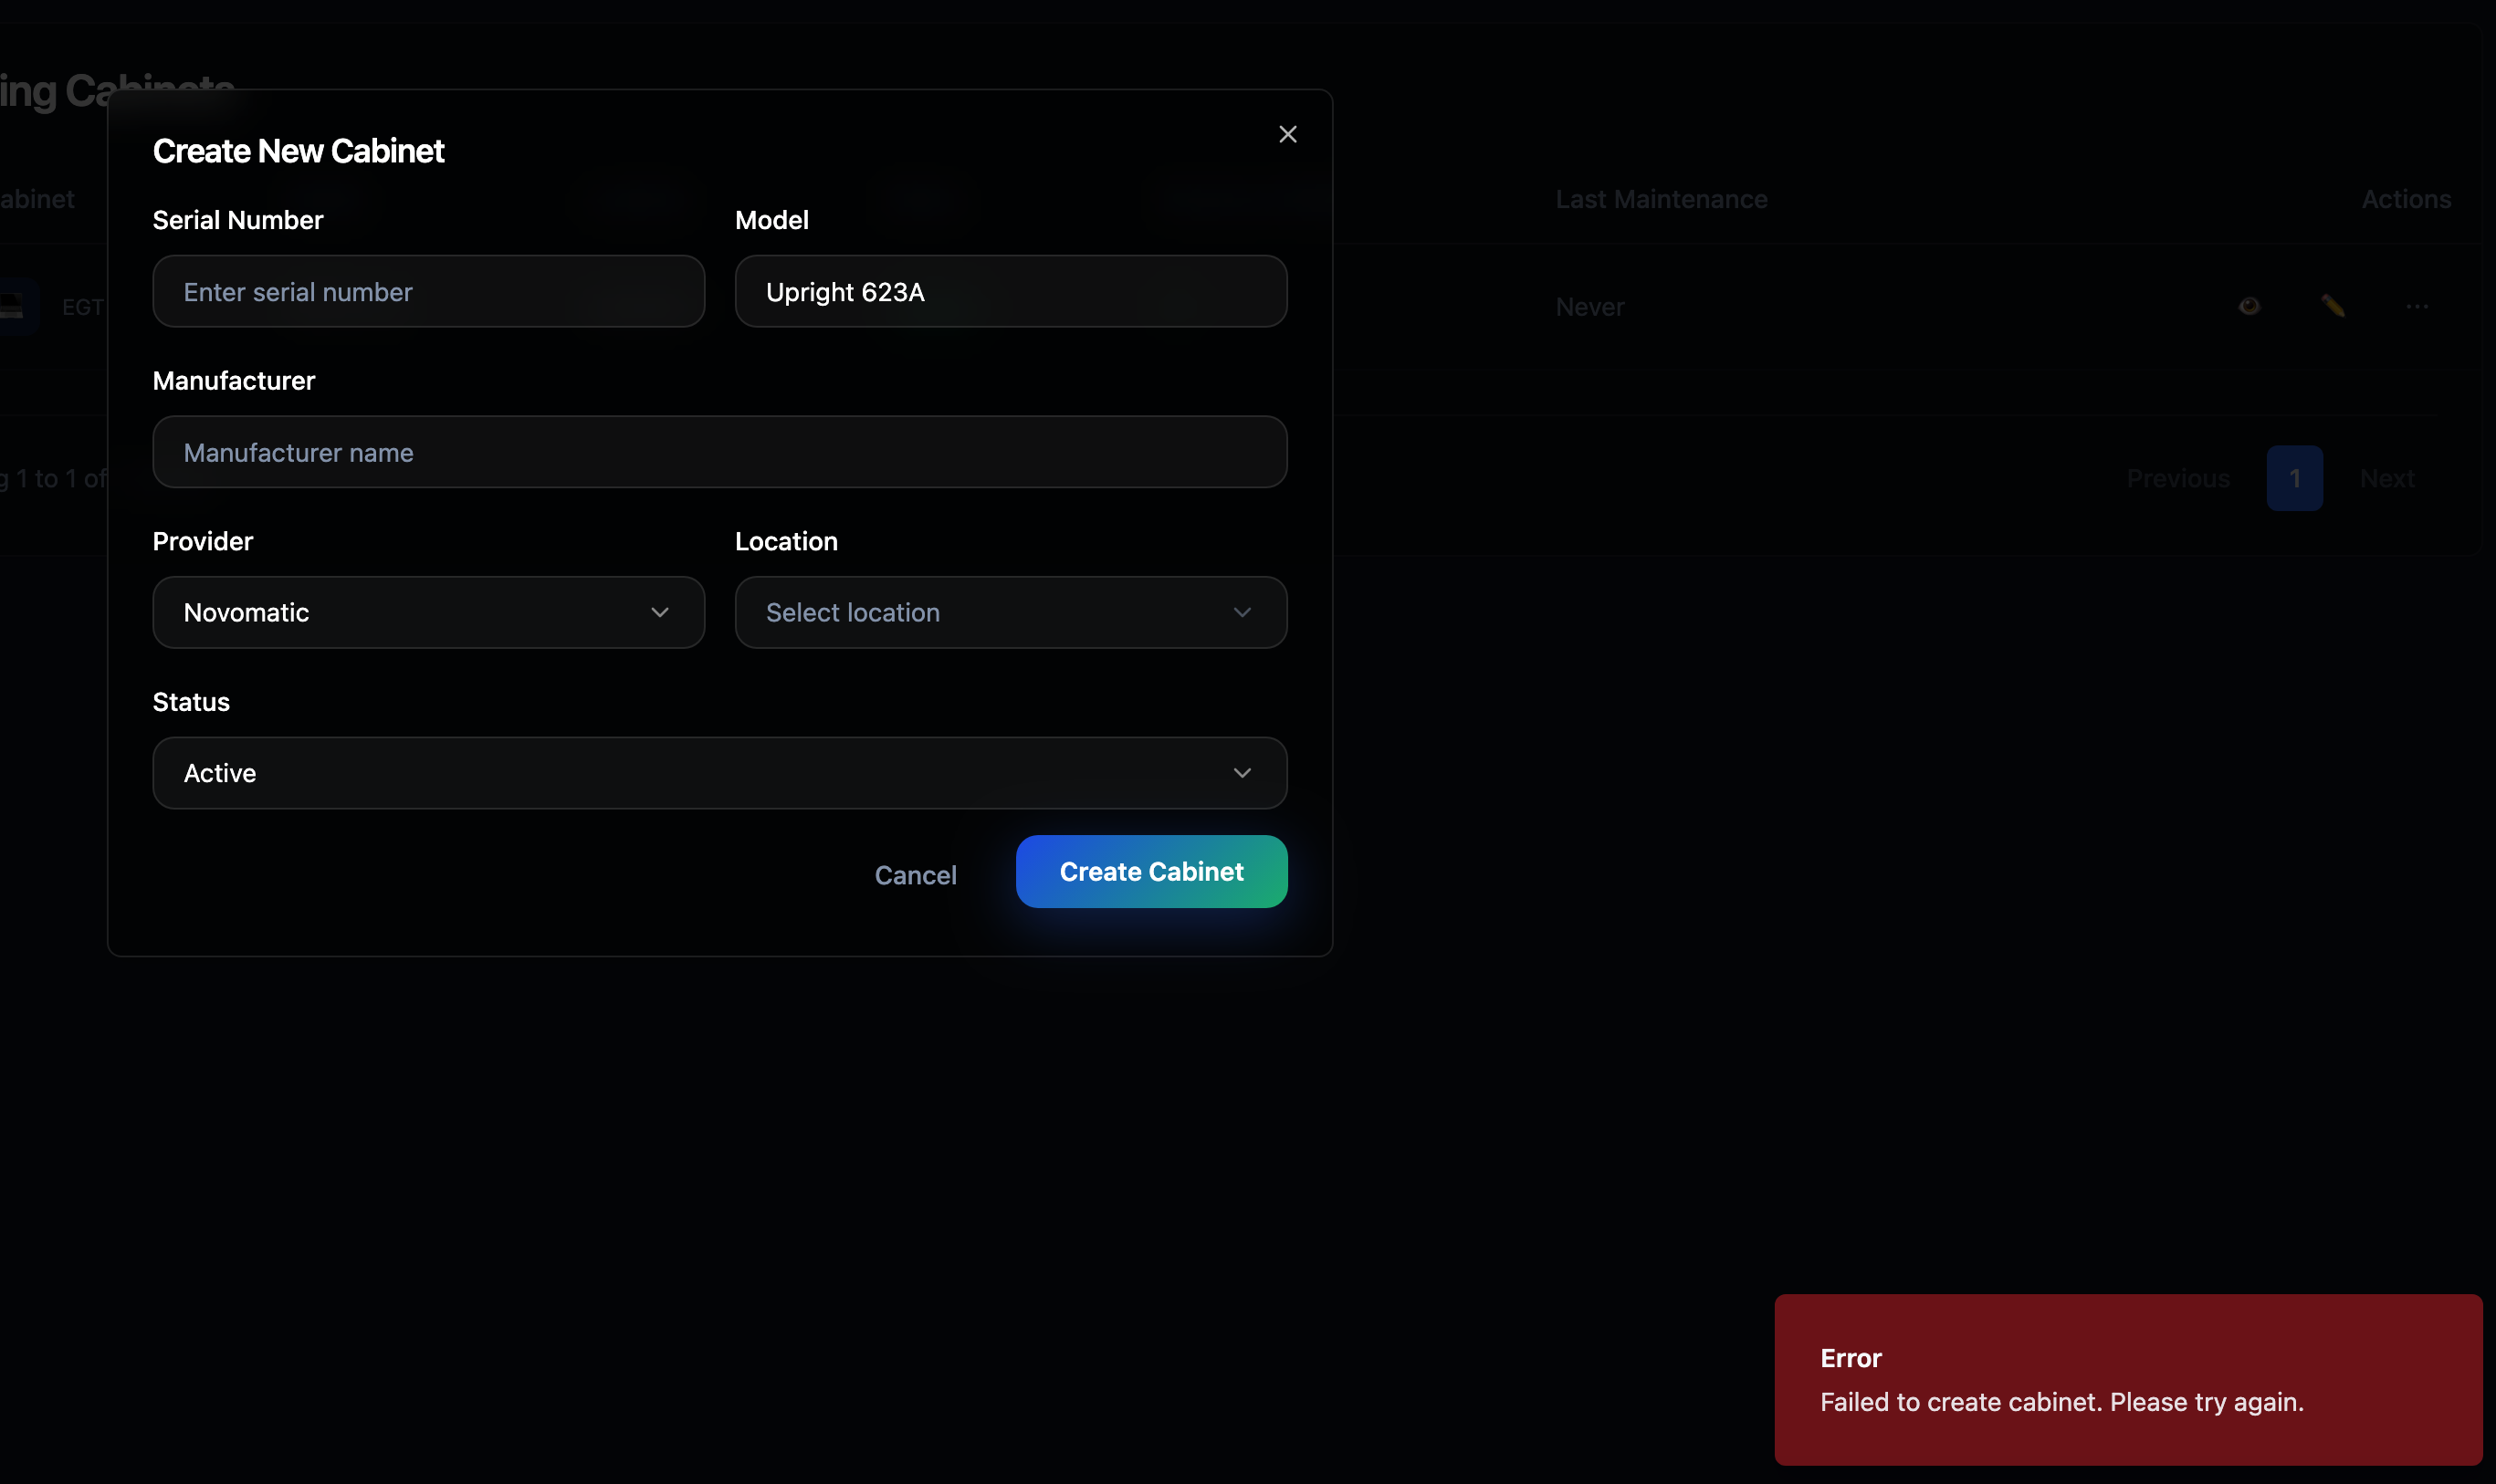 Create New Cabinet
Serial Number
Model
Enter serial number
Upright 623A
Manufacturer
Manufacturer name
Provider
Location
Novomatic
Select location
Status
Active
Cancel
Create Cabinet
ing Cabinets
abinet
Last Maintenance
Actions
EGT
Never
g 1 to 1 of
Previous
1
Next
Error
Failed to create cabinet. Please try again.